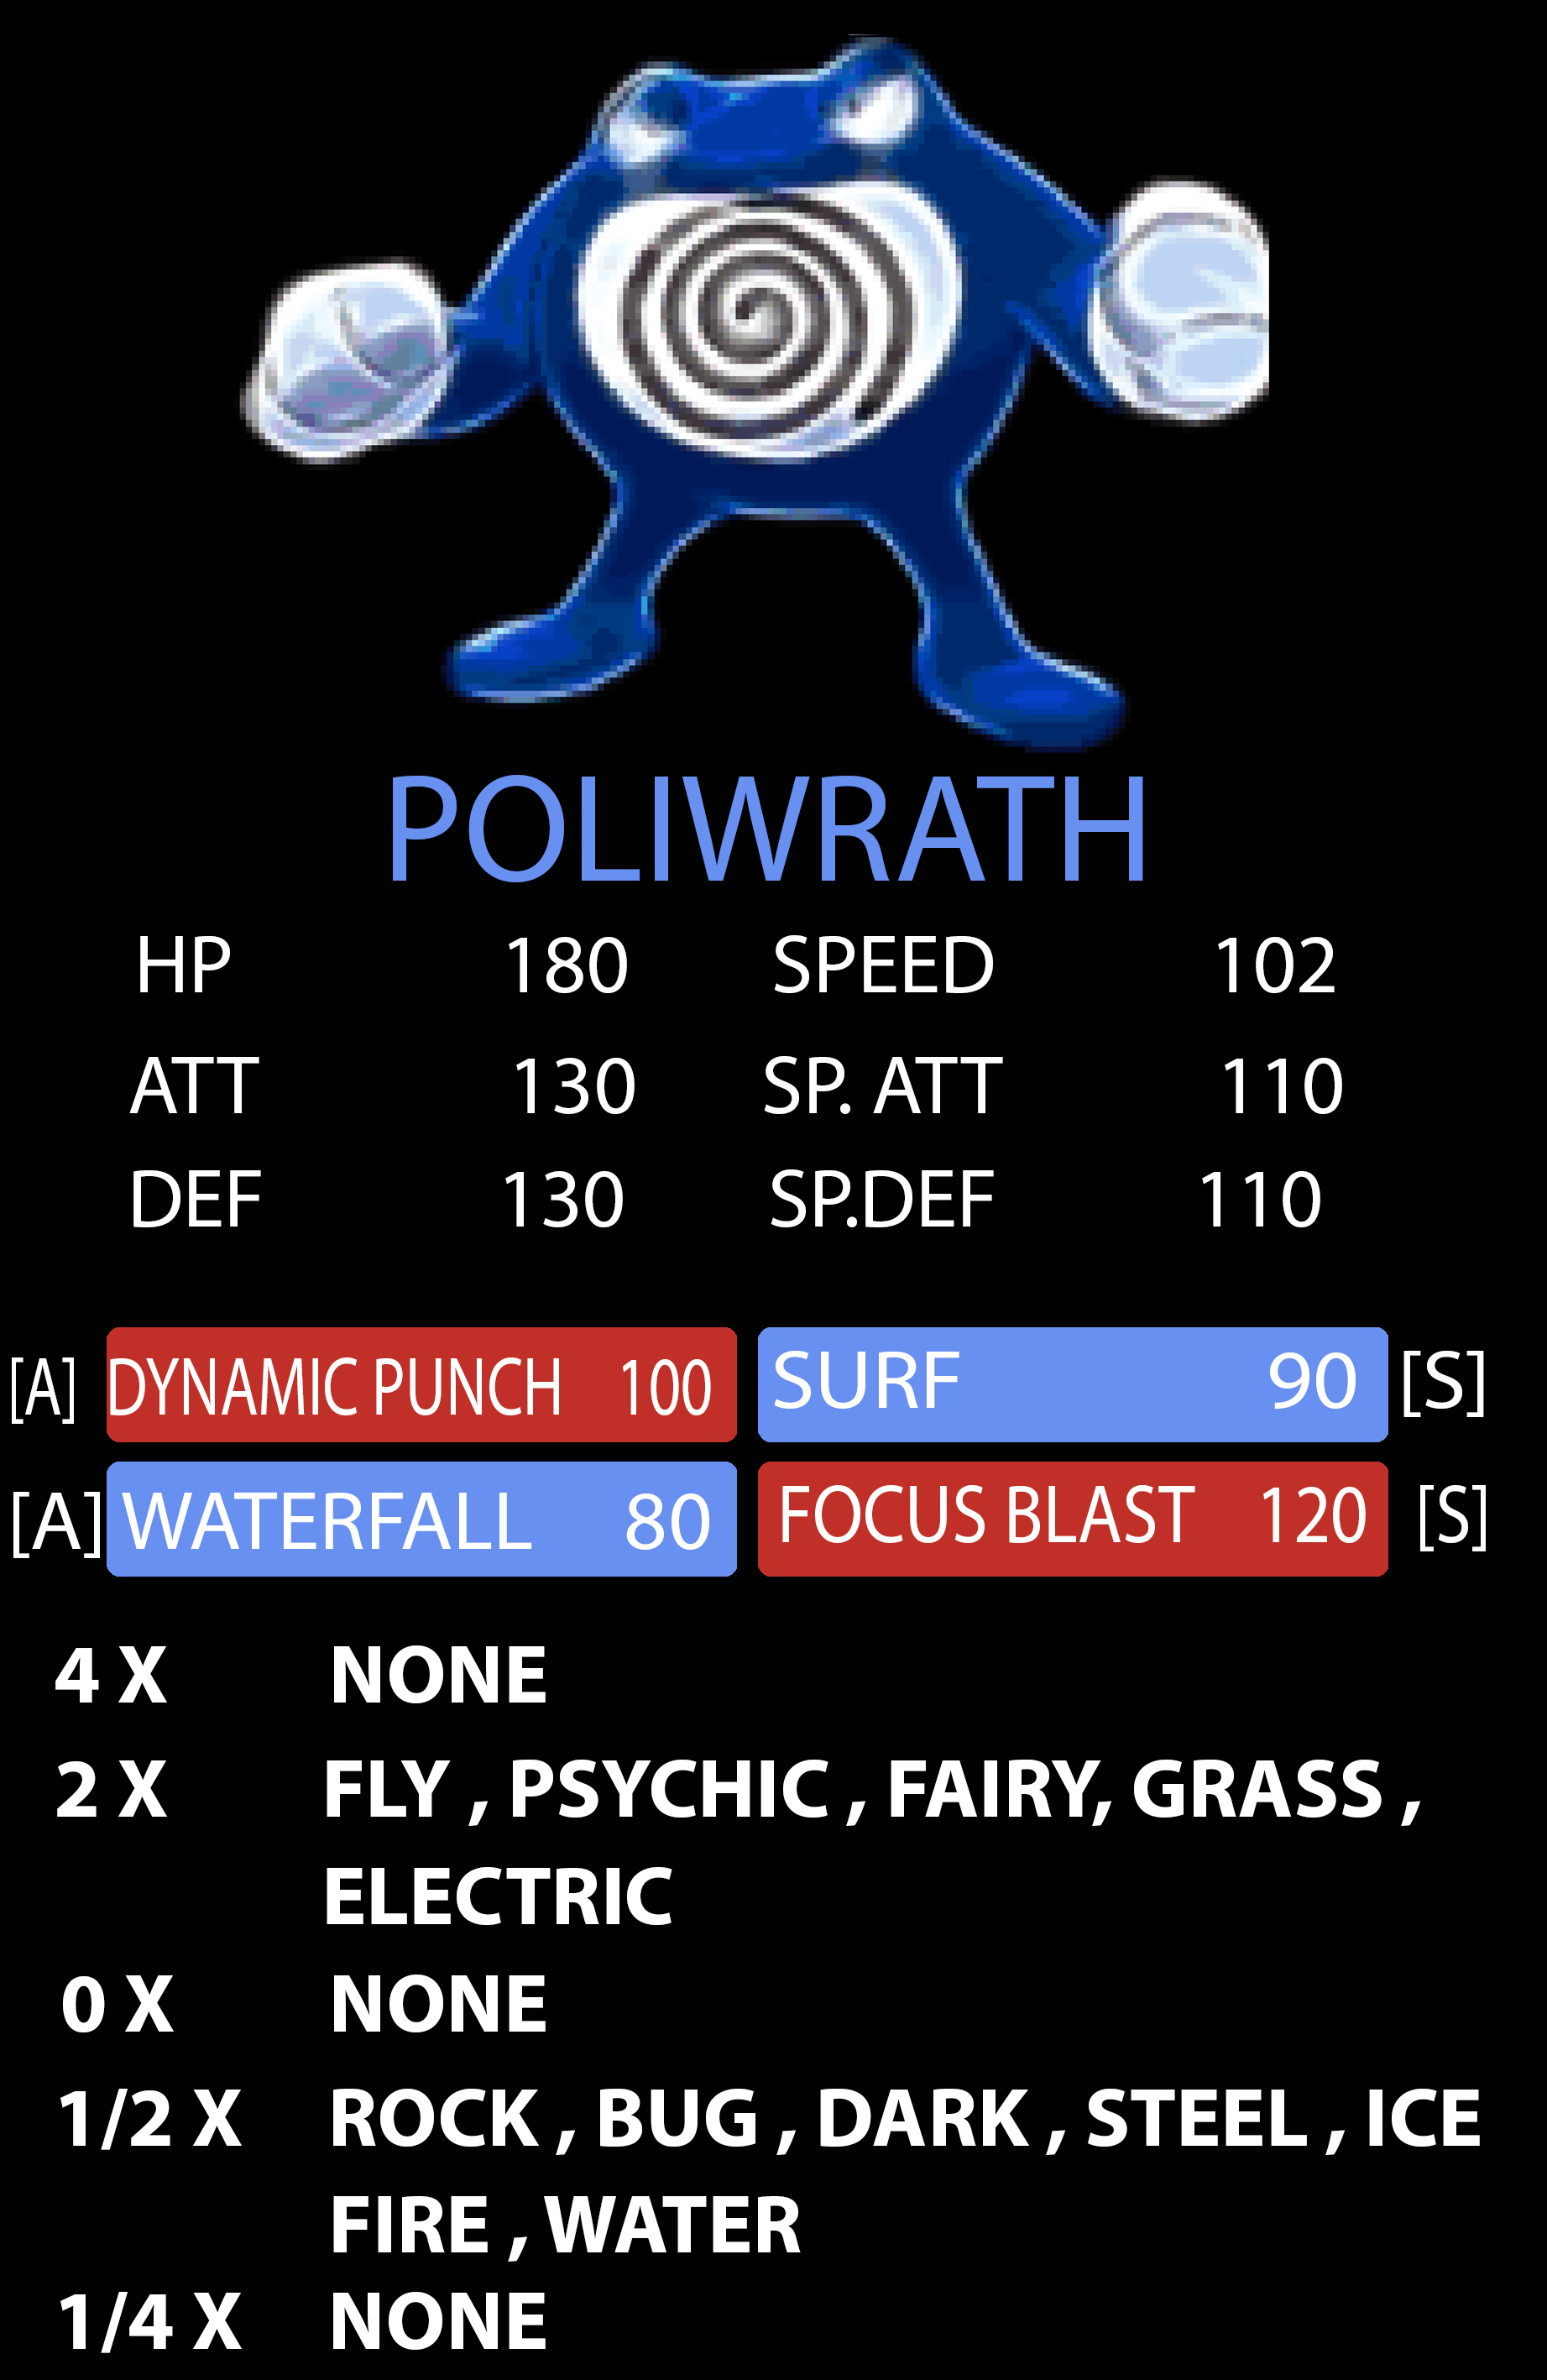 POLIWRATH
HP 180 SPEED 102
ATT 130 SP. ATT 110
DEF 130 SP.DEF 110
[A] DYNAMIC PUNCH 100 SURF 90 [S]
[A] WATERFALL 80 FOCUS BLAST 120 [S]
4 X NONE
2 X FLY , PSYCHIC , FAIRY, GRASS ,
ELECTRIC
0 X NONE
1/2 X ROCK , BUG , DARK , STEEL , ICE
FIRE , WATER
1/4 X NONE